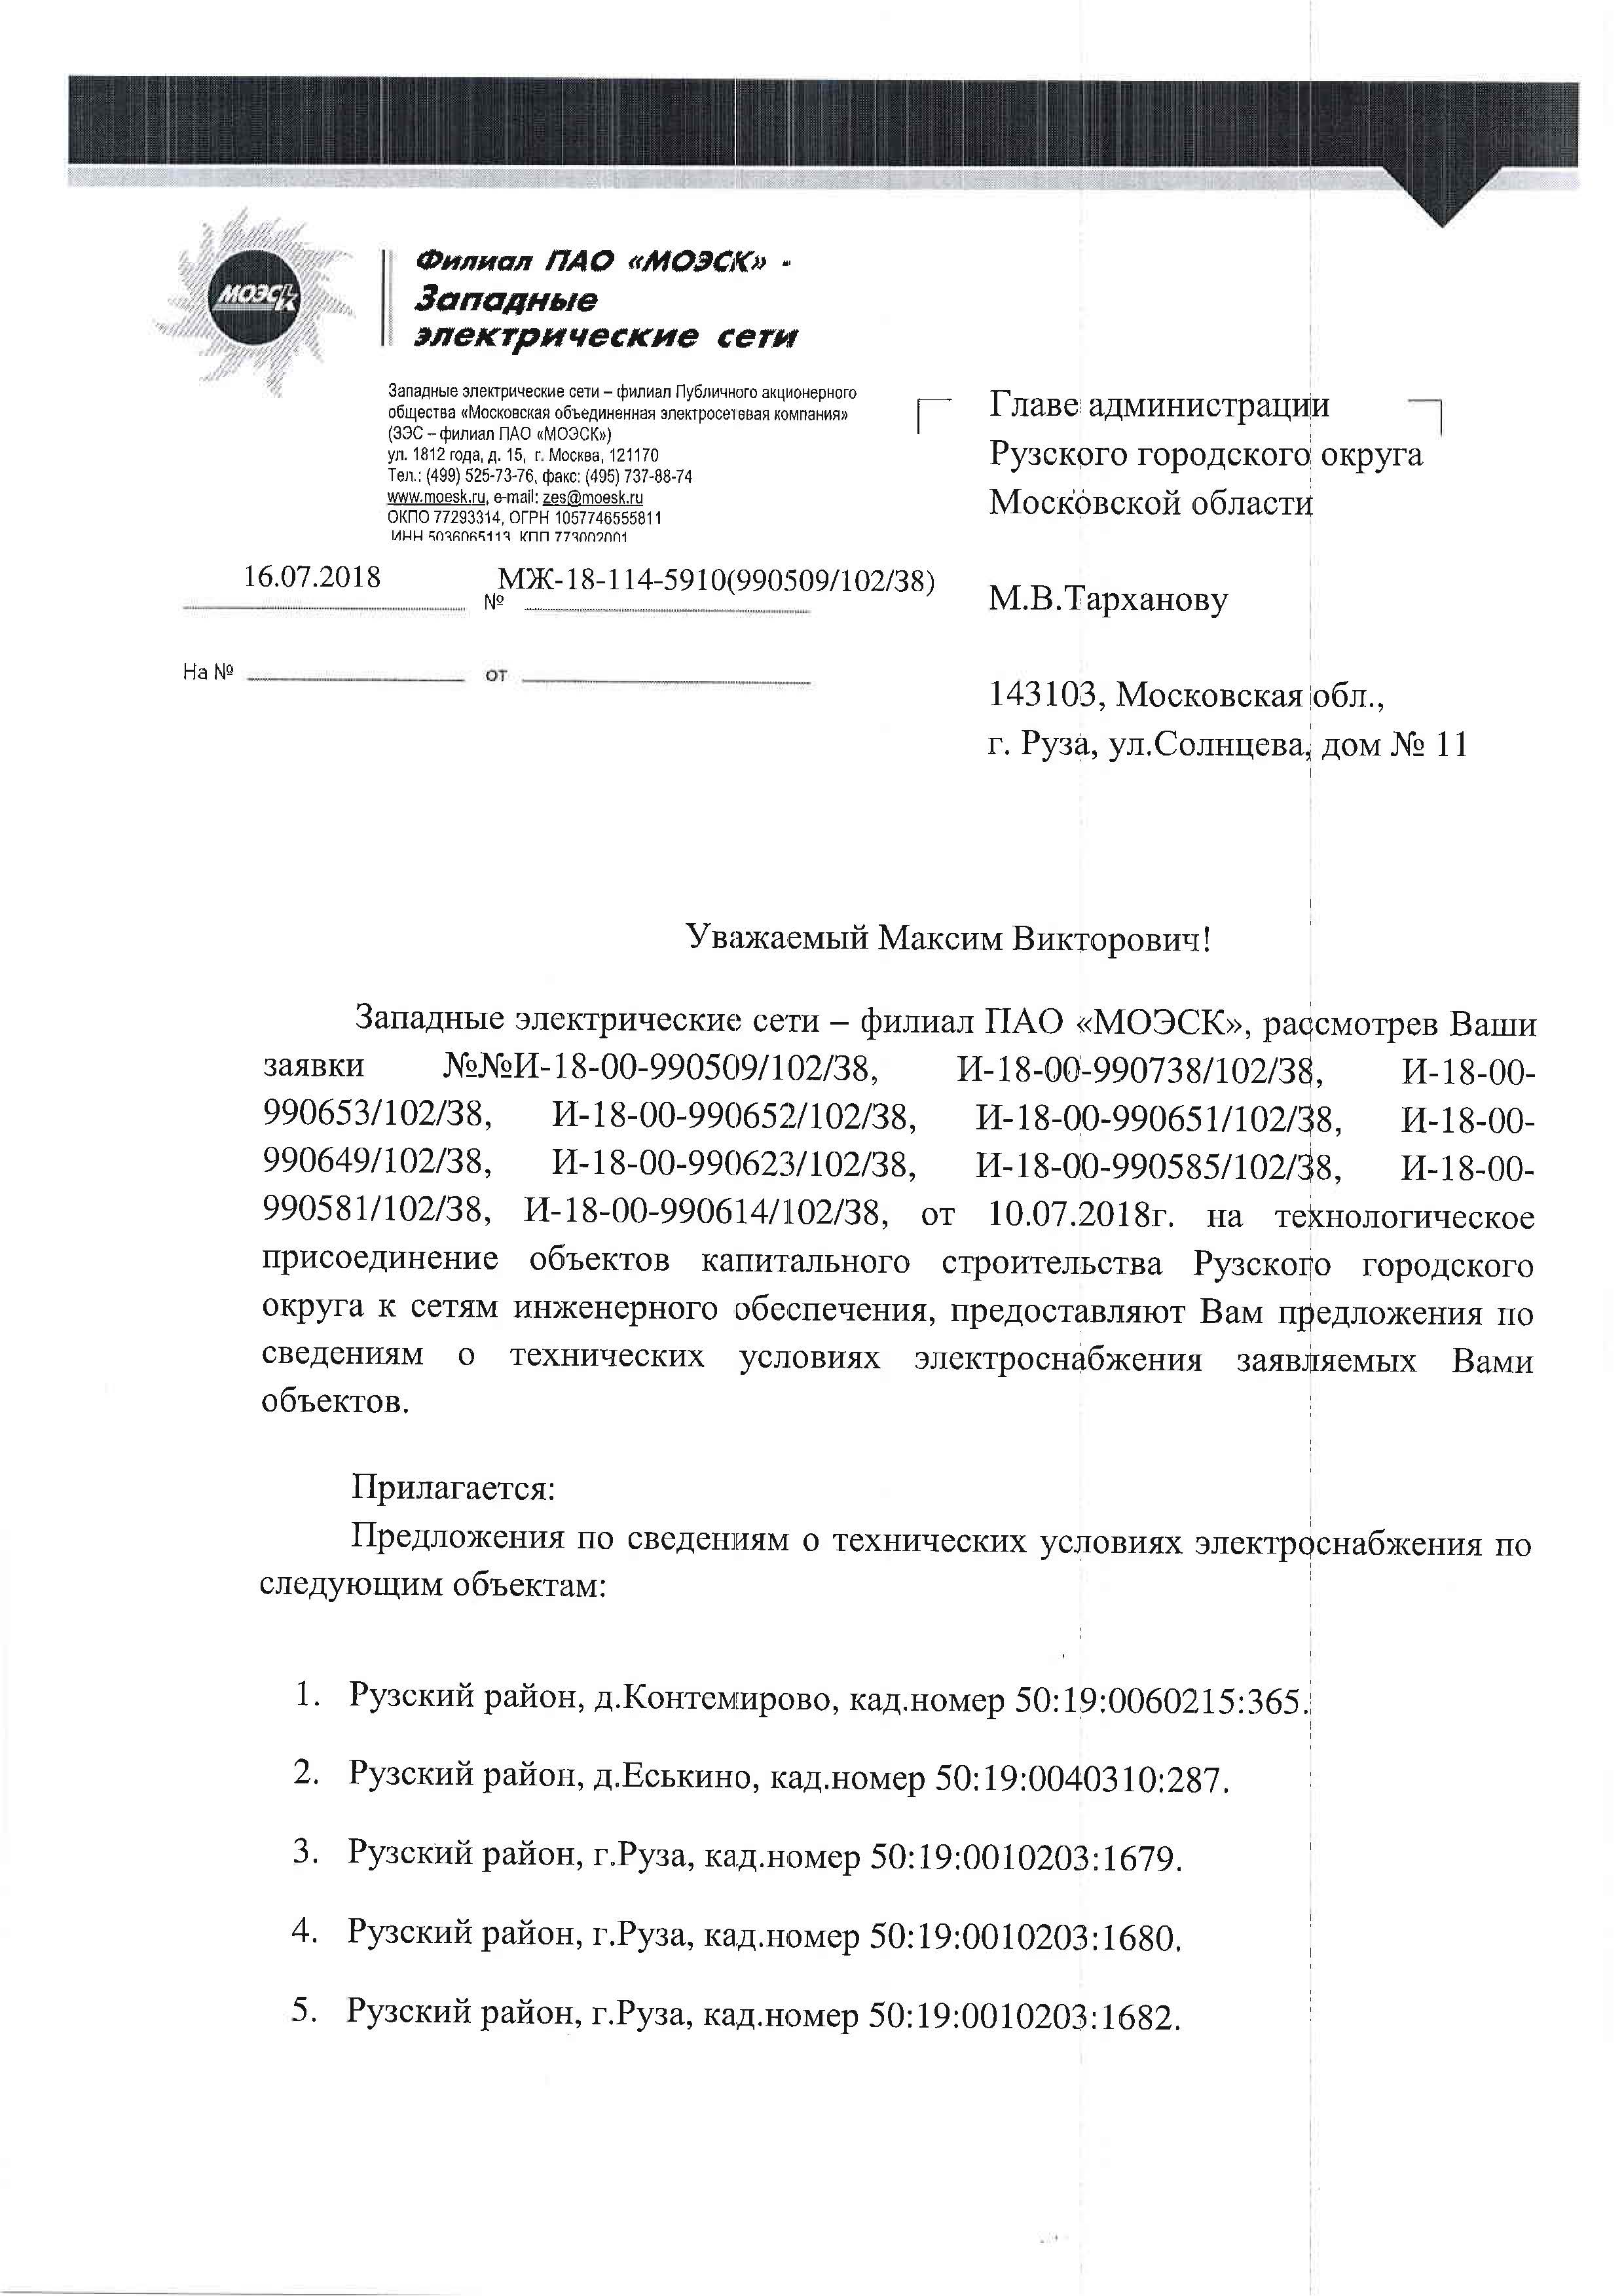 МОЭСК
Филиал ПАО «МОЭСК» -
Западные
электрические сети
Западные электрические сети – филиал Публичного акционерного
общества «Московская объединенная электросетевая компания»
(ЗЭС – филиал ПАО «МОЭСК»)
ул. 1812 года, д. 15, г. Москва, 121170
Тел.: (499) 525-73-76, факс: (495) 737-88-74
www.moesk.ru, e-mail: zes@moesk.ru
ОКПО 77293314, ОГРН 1057746555811
ИНН 5036065113, КПП 773002001
16.07.2018 № МЖ-18-114-5910(990509/102/38)
На № от
Главе администрации
Рузского городского округа
Московской области
М.В.Тарханову
143103, Московская обл.,
г. Руза, ул.Солнцева, дом № 11
Уважаемый Максим Викторович!
Западные электрические сети – филиал ПАО «МОЭСК», рассмотрев Ваши
заявки №№И-18-00-990509/102/38, И-18-00-990738/102/38, И-18-00-
990653/102/38, И-18-00-990652/102/38, И-18-00-990651/102/38, И-18-00-
990649/102/38, И-18-00-990623/102/38, И-18-00-990585/102/38, И-18-00-
990581/102/38, И-18-00-990614/102/38, от 10.07.2018г. на технологическое
присоединение объектов капитального строительства Рузского городского
округа к сетям инженерного обеспечения, предоставляют Вам предложения по
сведениям о технических условиях электроснабжения заявляемых Вами
объектов.
Прилагается:
Предложения по сведениям о технических условиях электроснабжения по
следующим объектам:
1. Рузский район, д.Контемирово, кад.номер 50:19:0060215:365.
2. Рузский район, д.Еськино, кад.номер 50:19:0040310:287.
3. Рузский район, г.Руза, кад.номер 50:19:0010203:1679.
4. Рузский район, г.Руза, кад.номер 50:19:0010203:1680.
5. Рузский район, г.Руза, кад.номер 50:19:0010203:1682.